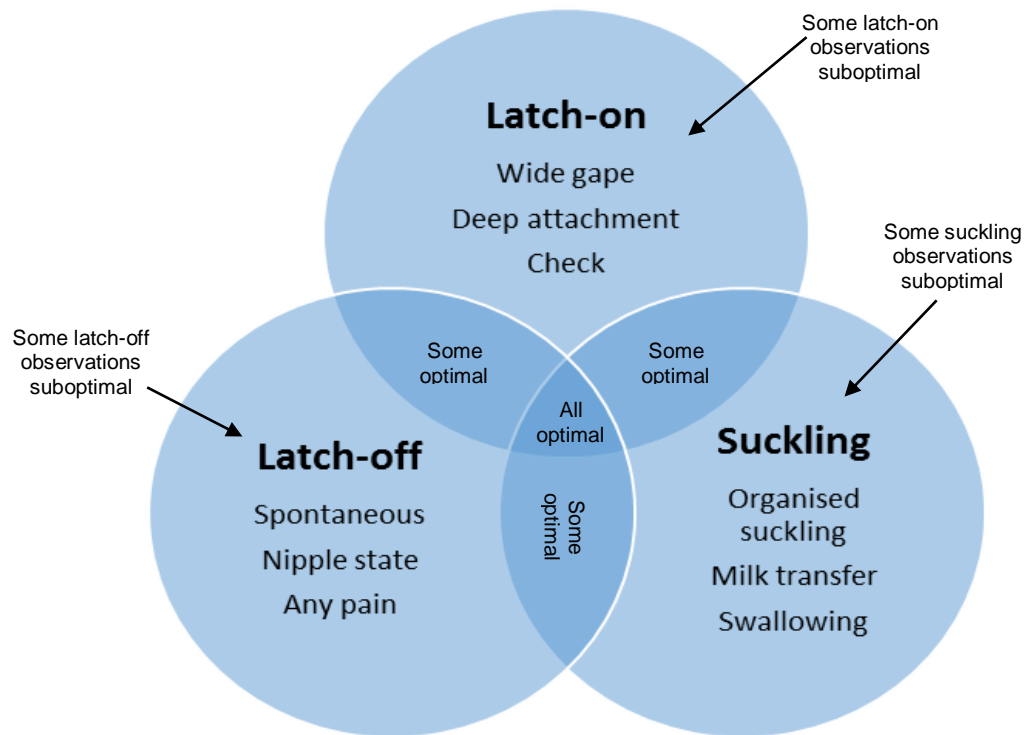 Some latch-on
observations
suboptimal
Latch-on
Wide gape
Deep attachment
Check
Some suckling
observations
suboptimal
Some latch-off
observations
suboptimal
Some
optimal
Some
optimal
All
optimal
Latch-off
Spontaneous
Nipple state
Any pain
Some
optimal
Suckling
Organised
suckling
Milk transfer
Swallowing